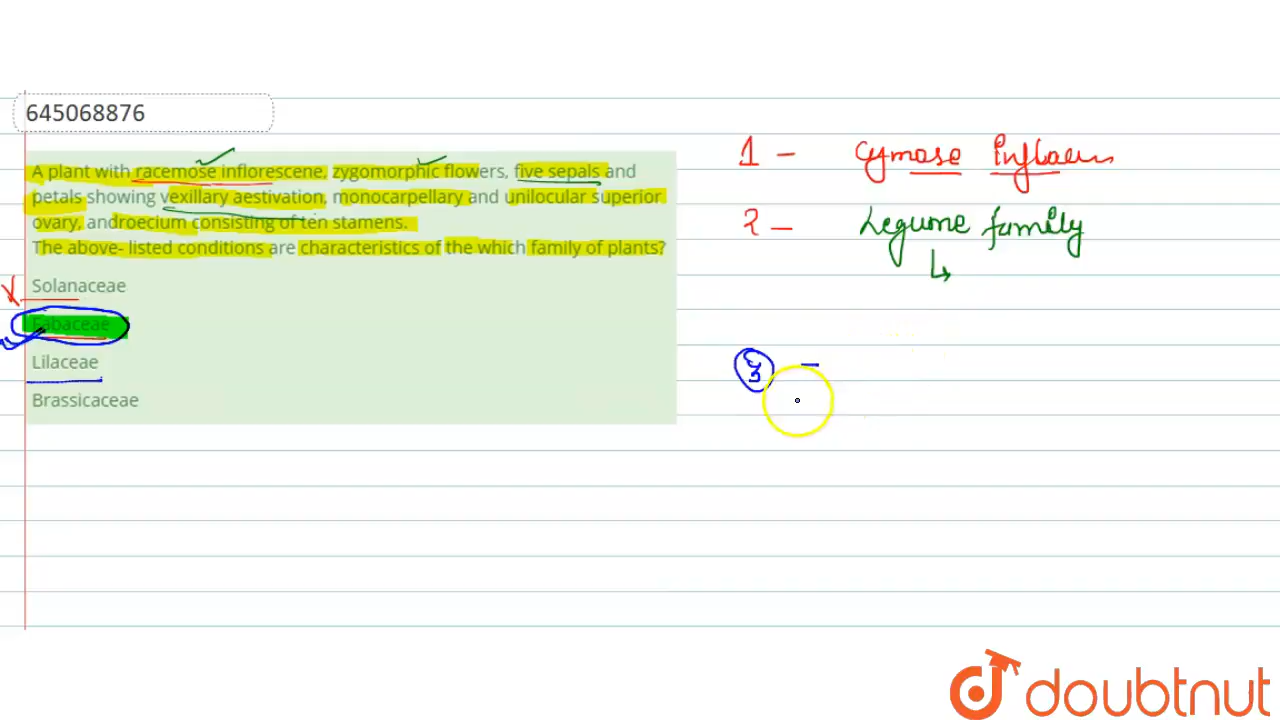 645068876
A plant with racemose inflorescene, zygomorphic flowers, five sepals and
petals showing vexillary aestivation, monocarpellary and unilocular superior
ovary, androecium consisting of ten stamens.
The above- listed conditions are characteristics of the which family of plants?
Solanaceae
Fabaceae
Lilaceae
Brassicaceae
1 - Cymose
2 - Legume family
3 -
doubtnut